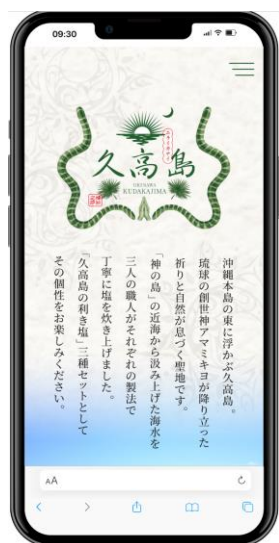 09:30
久高島
OKINAWA
KUDAKAJIMA
沖縄本島の東に浮かぶ久高島。
琉球の創世神アマミキヨが降り立った
祈りと自然が息づく聖地です。
「神の島」の近海から汲み上げた海水を
三人の職人がそれぞれの製法で
丁寧に塩を炊き上げました。
「久高島の利き塩」三種セットとして
その個性をお楽しみください。
AA